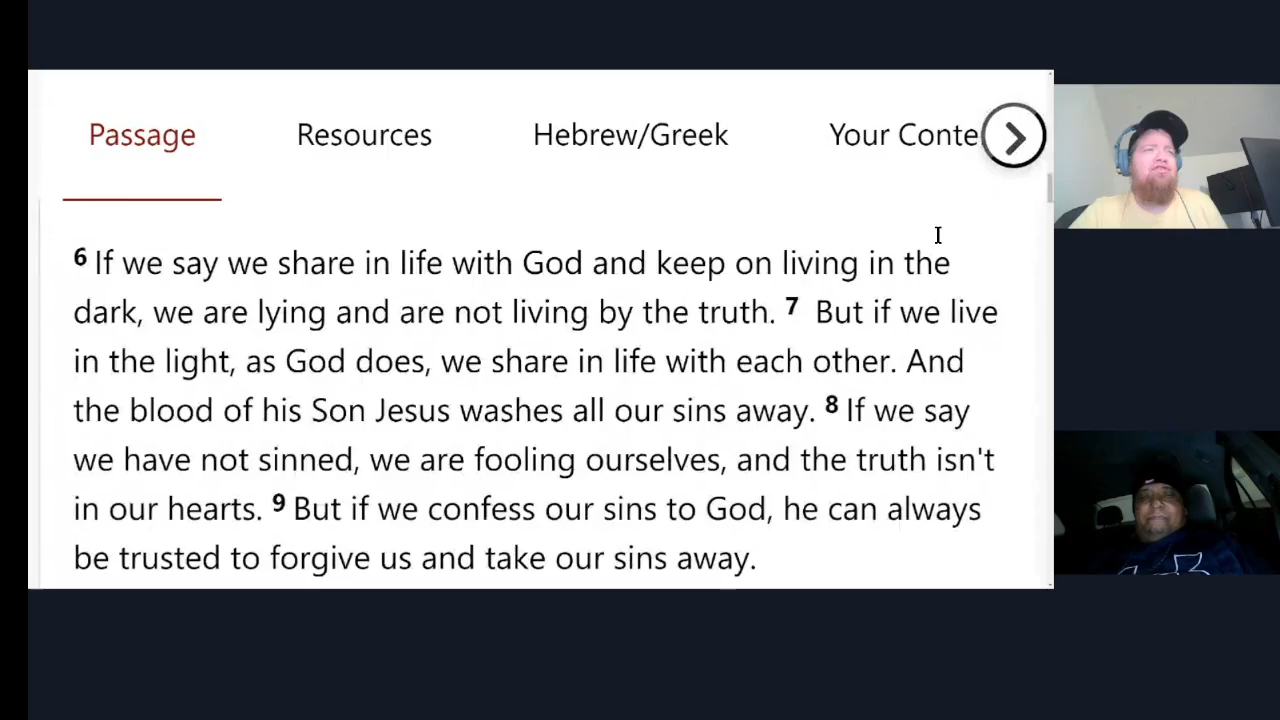 Passage Resources Hebrew/Greek Your Conte
6 If we say we share in life with God and keep on living in the
dark, we are lying and are not living by the truth. 7 But if we live
in the light, as God does, we share in life with each other. And
the blood of his Son Jesus washes all our sins away. 8 If we say
we have not sinned, we are fooling ourselves, and the truth isn't
in our hearts. 9 But if we confess our sins to God, he can always
be trusted to forgive us and take our sins away.